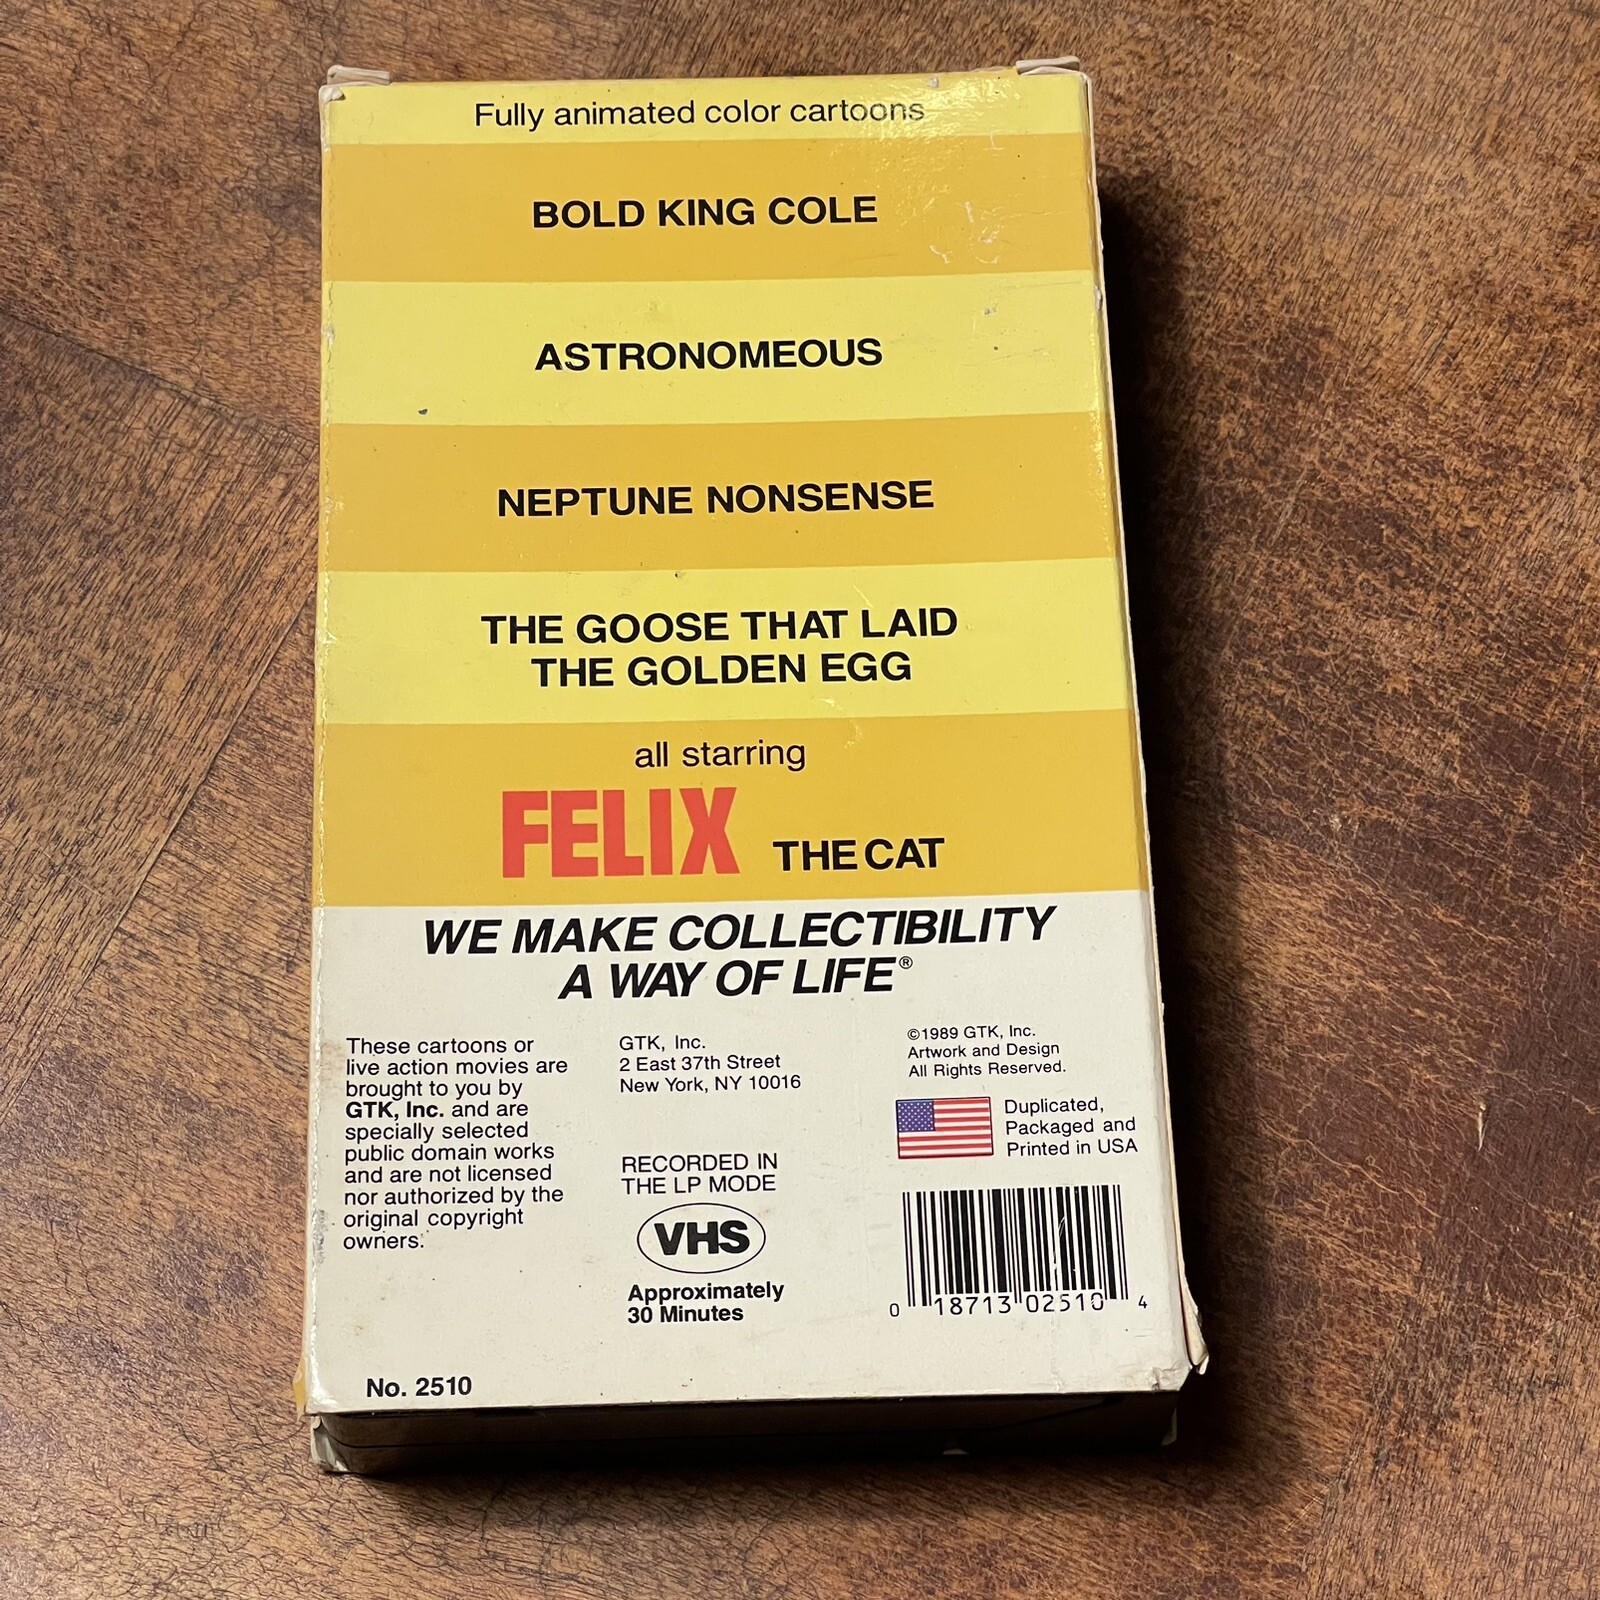 Fully animated color cartoons
BOLD KING COLE
ASTRONOMEOUS
NEPTUNE NONSENSE
THE GOOSE THAT LAID
THE GOLDEN EGG
all starring
FELIX THE CAT
WE MAKE COLLECTIBILITY
A WAY OF LIFE®
These cartoons or
live action movies are
brought to you by
GTK, Inc. and are
specially selected
public domain works
and are not licensed
nor authorized by the
original copyright
owners.
GTK, Inc.
2 East 37th Street
New York, NY 10016
RECORDED IN
THE LP MODE
VHS
Approximately
30 Minutes
©1989 GTK, Inc.
Artwork and Design
All Rights Reserved.
Duplicated,
Packaged and
Printed in USA
0 18713 02510 4
No. 2510